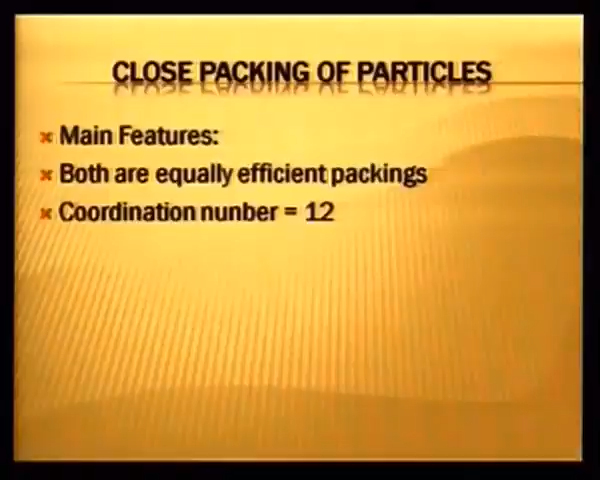 CLOSE PACKING OF PARTICLES
Main Features:
Both are equally efficient packings
Coordination nunber = 12